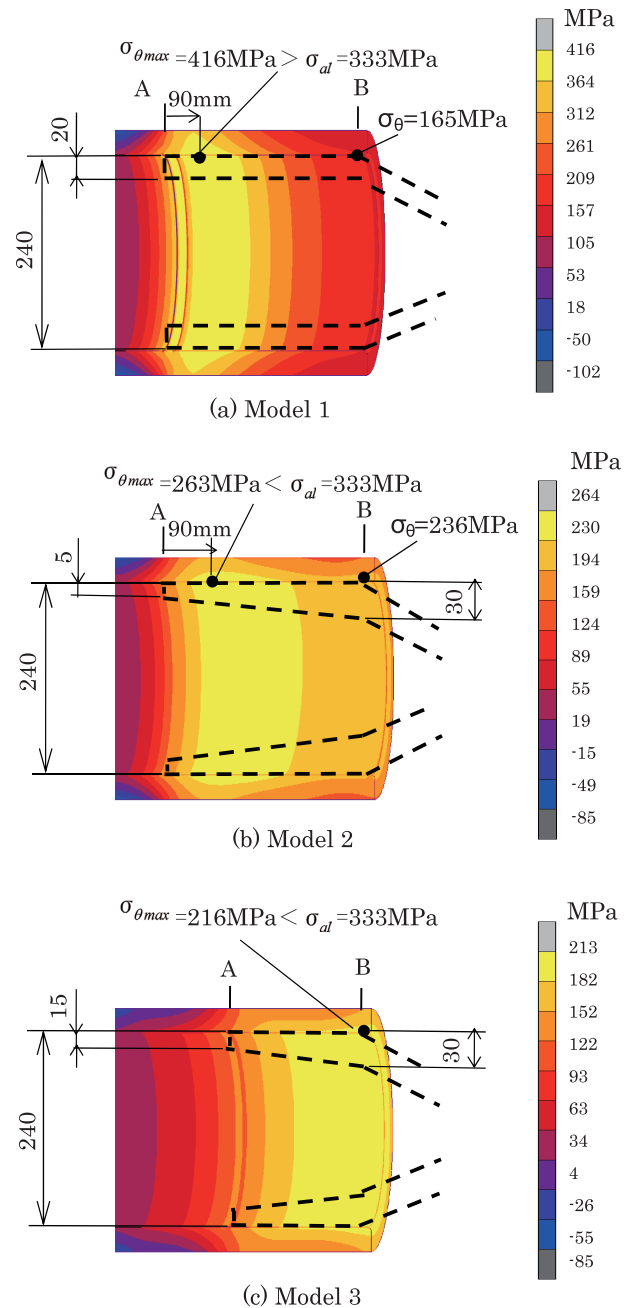 MPa
σθmax=416MPa> σal=333MPa
A
90mm
B
σθ=165MPa
20
240
416
364
312
261
209
157
105
53
18
-50
-102
(a) Model 1
MPa
σθmax=263MPa< σal=333MPa
A
90mm
B
σθ=236MPa
5
30
240
264
230
194
159
124
89
55
19
-15
-49
-85
(b) Model 2
MPa
σθmax=216MPa< σal=333MPa
A
B
15
30
240
213
182
152
122
93
63
34
4
-26
-55
-85
(c) Model 3